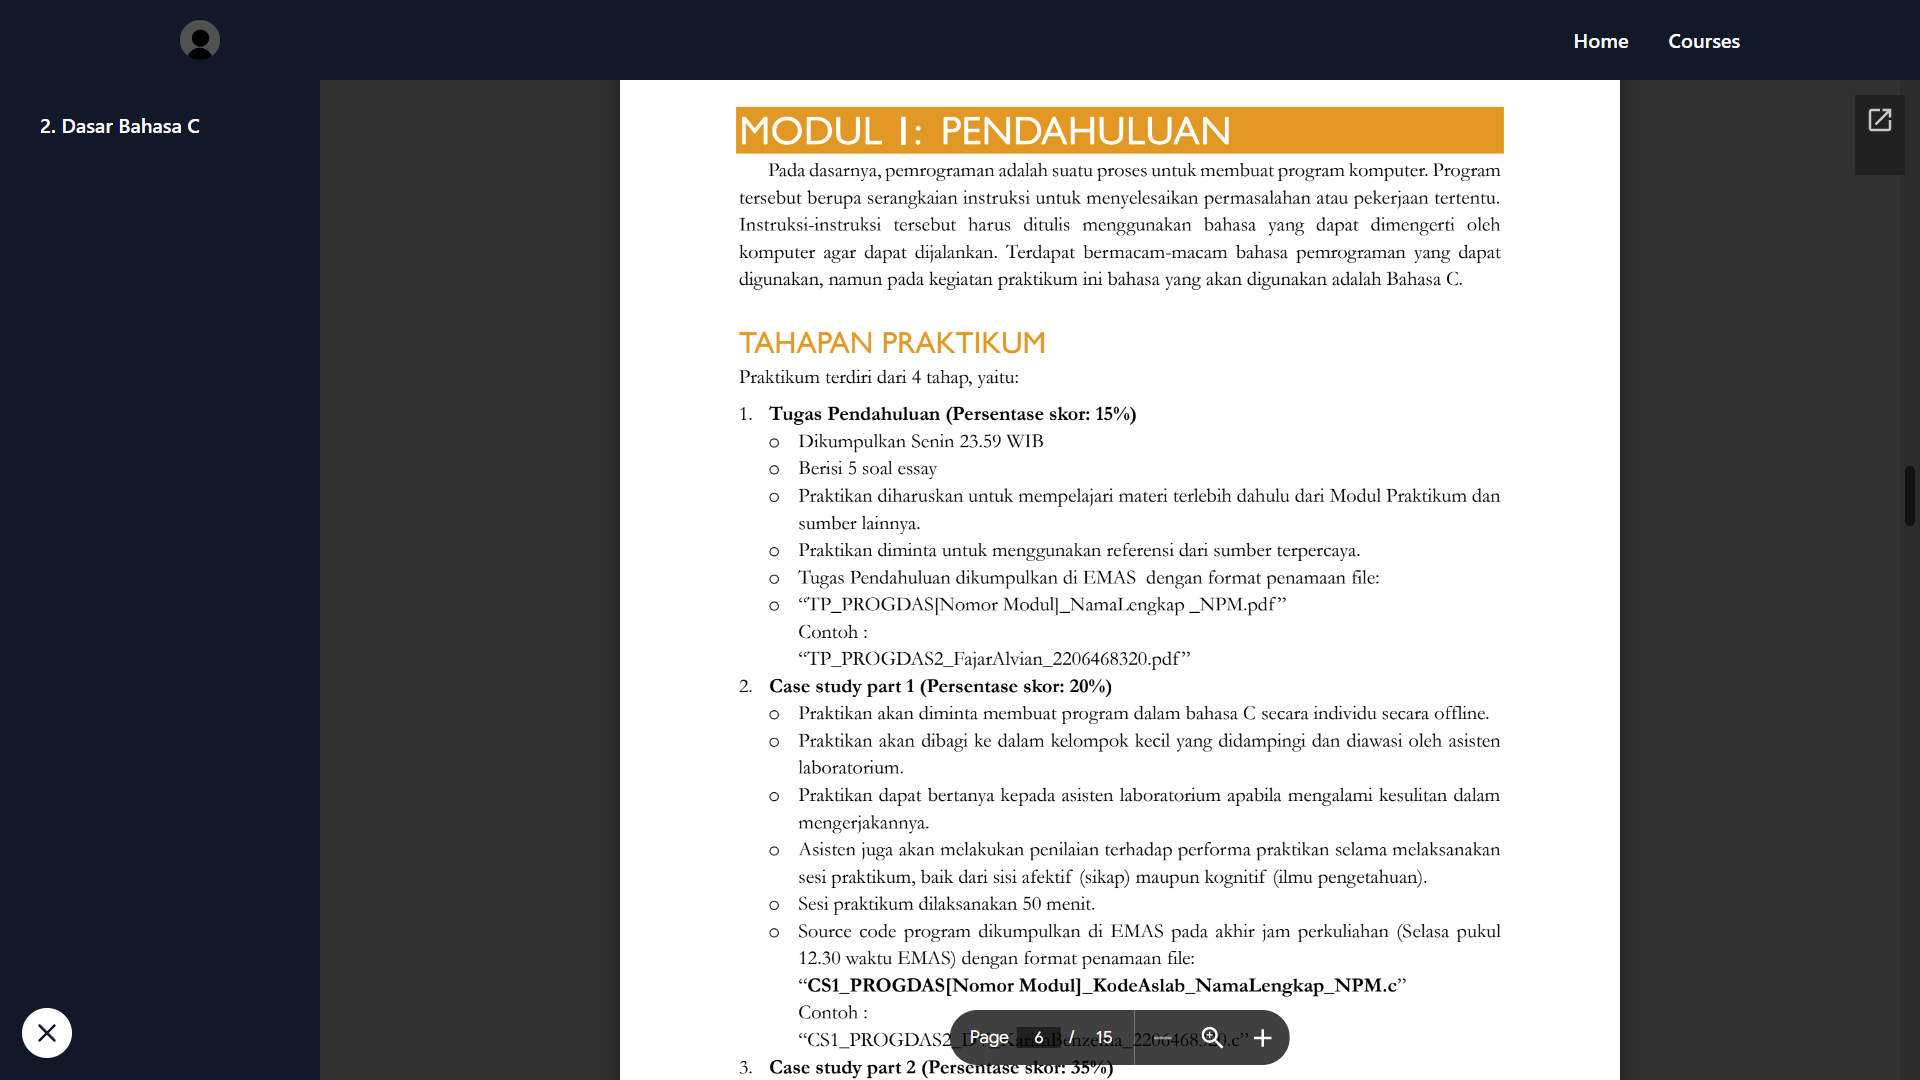 Home
Courses
2. Dasar Bahasa C
MODUL 1: PENDAHULUAN
Pada dasarnya, pemrograman adalah suatu proses untuk membuat program komputer. Program
tersebut berupa serangkaian instruksi untuk menyelesaikan permasalahan atau pekerjaan tertentu.
Instruksi-instruksi tersebut harus ditulis menggunakan bahasa yang dapat dimengerti oleh
komputer agar dapat dijalankan. Terdapat bermacam-macam bahasa pemrograman yang dapat
digunakan, namun pada kegiatan praktikum ini bahasa yang akan digunakan adalah Bahasa C.
TAHAPAN PRAKTIKUM
Praktikum terdiri dari 4 tahap, yaitu:
1. Tugas Pendahuluan (Persentase skor: 15%)
o Dikumpulkan Senin 23.59 WIB
o Berisi 5 soal essay
o Praktikan diharuskan untuk mempelajari materi terlebih dahulu dari Modul Praktikum dan
sumber lainnya.
o Praktikan diminta untuk menggunakan referensi dari sumber terpercaya.
o Tugas Pendahuluan dikumpulkan di EMAS dengan format penamaan file:
o “TP_PROGDAS[Nomor Modul]_NamaLengkap _NPM.pdf”
Contoh :
“TP_PROGDAS2_FajarAlvian_2206468320.pdf”
2. Case study part 1 (Persentase skor: 20%)
o Praktikan akan diminta membuat program dalam bahasa C secara individu secara offline.
o Praktikan akan dibagi ke dalam kelompok kecil yang didampingi dan diawasi oleh asisten
laboratorium.
o Praktikan dapat bertanya kepada asisten laboratorium apabila mengalami kesulitan dalam
mengerjakannya.
o Asisten juga akan melakukan penilaian terhadap performa praktikan selama melaksanakan
sesi praktikum, baik dari sisi afektif (sikap) maupun kognitif (ilmu pengetahuan).
o Sesi praktikum dilaksanakan 50 menit.
o Source code program dikumpulkan di EMAS pada akhir jam perkuliahan (Selasa pukul
12.30 waktu EMAS) dengan format penamaan file:
“CS1_PROGDAS[Nomor Modul]_KodeAslab_NamaLengkap_NPM.c”
Contoh :
“CS1_PROGDAS2_
Page 6 / 15
3. Case study part 2 (Persentase skor: 35%)